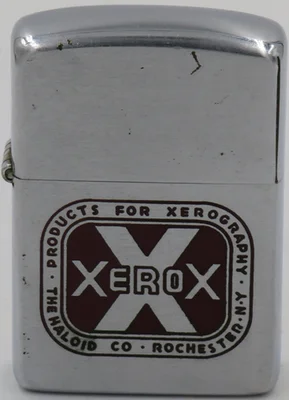 PRODUCTS FOR XEROGRAPHY
XEROX
THE HALOID CO · ROCHESTER · N·Y·